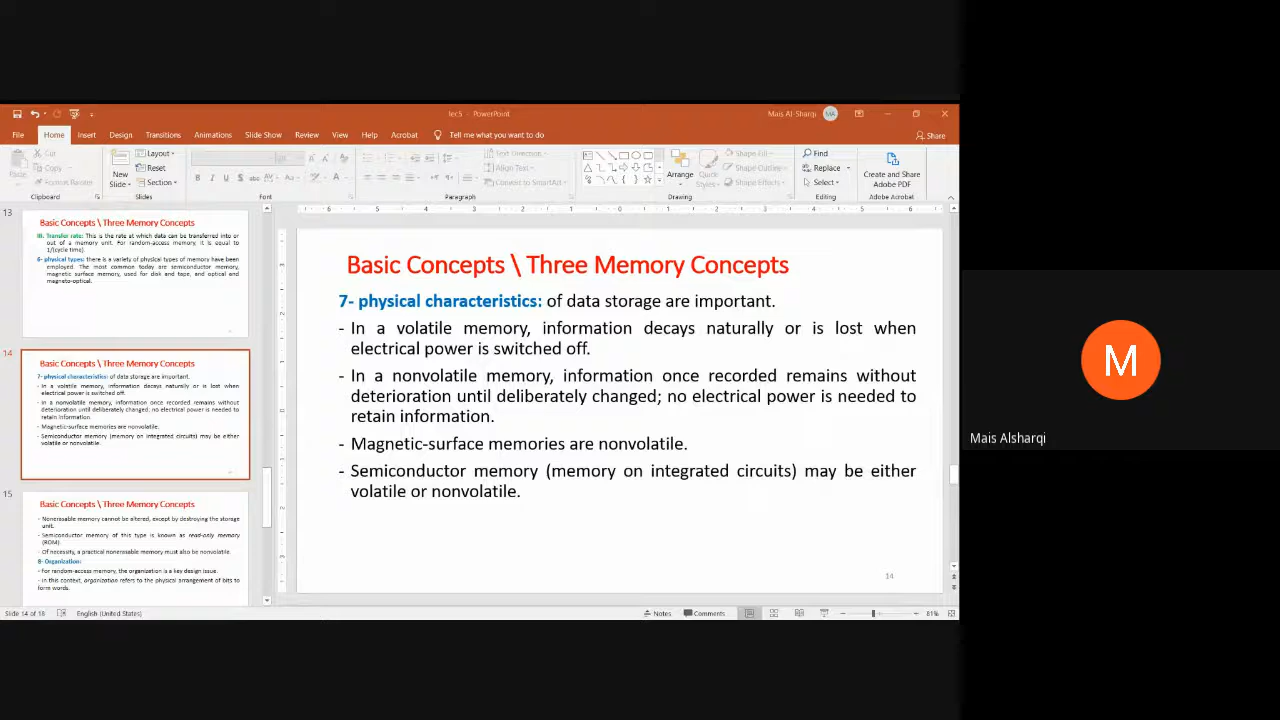 lec5 - PowerPoint
Mais Al-Sharqi
MA
File
Home
Insert
Design
Transitions
Animations
Slide Show
Review
View
Help
Acrobat
Tell me what you want to do
Share
Paste
Cut
Copy
Format Painter
Clipboard
New Slide
Layout
Reset
Section
Slides
Font
Text Direction
Align Text
Convert to SmartArt
Paragraph
Arrange
Quick Styles
Shape Fill
Shape Outline
Shape Effects
Drawing
Find
Replace
Select
Editing
Create and Share Adobe PDF
Adobe Acrobat
13
Basic Concepts \ Three Memory Concepts
III. Transfer rate: This is the rate at which data can be transferred into or
out of a memory unit. For random-access memory, it is equal to
1/(cycle time).
6- physical types: there is a variety of physical types of memory have been
employed. The most common today are semiconductor memory,
magnetic surface memory, used for disk and tape, and optical and
magneto-optical.
14
Basic Concepts \ Three Memory Concepts
7- physical characteristics: of data storage are important.
- In a volatile memory, information decays naturally or is lost when
electrical power is switched off.
- In a nonvolatile memory, information once recorded remains without
deterioration until deliberately changed; no electrical power is needed to
retain information.
- Magnetic-surface memories are nonvolatile.
- Semiconductor memory (memory on integrated circuits) may be either
volatile or nonvolatile.
15
Basic Concepts \ Three Memory Concepts
- Nonerasable memory cannot be altered, except by destroying the storage
unit.
- Semiconductor memory of this type is known as read-only memory
(ROM).
- Of necessity, a practical nonerasable memory must also be nonvolatile.
8- Organization:
- For random-access memory, the organization is a key design issue.
- In this context, organization refers to the physical arrangement of bits to
form words.
Basic Concepts \ Three Memory Concepts
7- physical characteristics: of data storage are important.
- In a volatile memory, information decays naturally or is lost when
electrical power is switched off.
- In a nonvolatile memory, information once recorded remains without
deterioration until deliberately changed; no electrical power is needed to
retain information.
- Magnetic-surface memories are nonvolatile.
- Semiconductor memory (memory on integrated circuits) may be either
volatile or nonvolatile.
14
Slide 14 of 18
English (United States)
Notes
Comments
81%
M
Mais Alsharqi